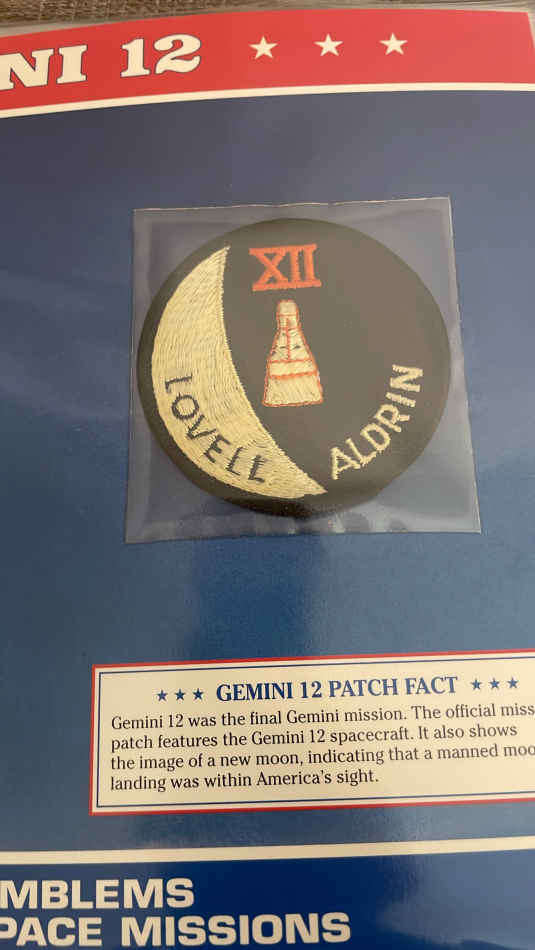 NI 12
XII
LOVELL ALDRIN
GEMINI 12 PATCH FACT
Gemini 12 was the final Gemini mission. The official miss
patch features the Gemini 12 spacecraft. It also shows
the image of a new moon, indicating that a manned moo
landing was within America's sight.
MBLEMS
PACE MISSIONS